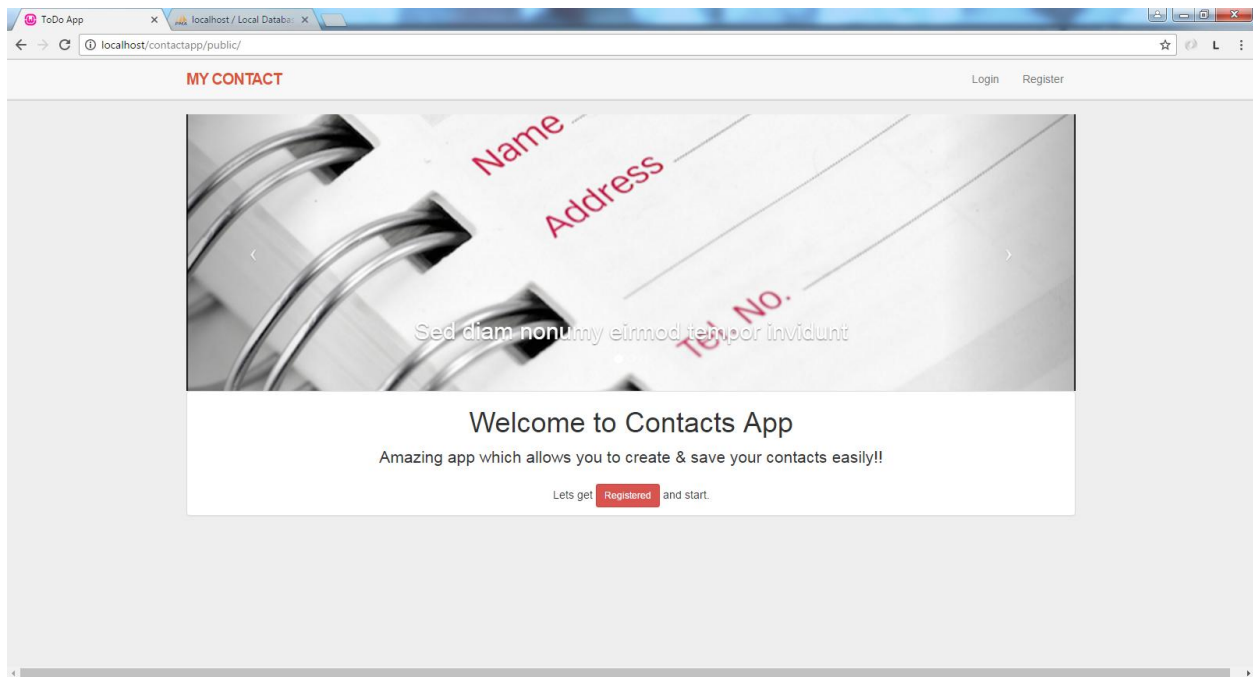 ToDo App
localhost / Local Databa
localhost/contactapp/public/
L
MY CONTACT
Login Register
Name
Address
Tel. No.
Sed diam nonumy eirmod tempor invidunt
Welcome to Contacts App
Amazing app which allows you to create & save your contacts easily!!
Lets get Registered and start.